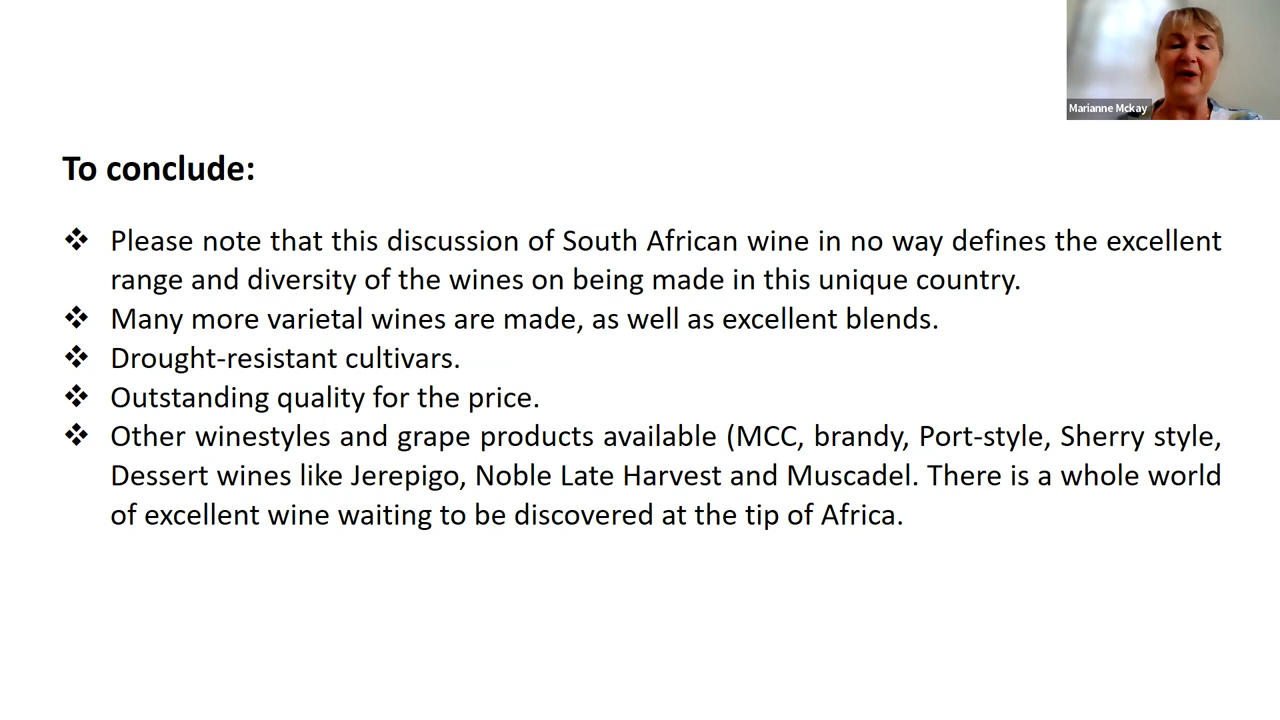 Marianne Mckay
To conclude:
❖ Please note that this discussion of South African wine in no way defines the excellent
range and diversity of the wines on being made in this unique country.
❖ Many more varietal wines are made, as well as excellent blends.
❖ Drought-resistant cultivars.
❖ Outstanding quality for the price.
❖ Other winestyles and grape products available (MCC, brandy, Port-style, Sherry style,
Dessert wines like Jerepigo, Noble Late Harvest and Muscadel. There is a whole world
of excellent wine waiting to be discovered at the tip of Africa.